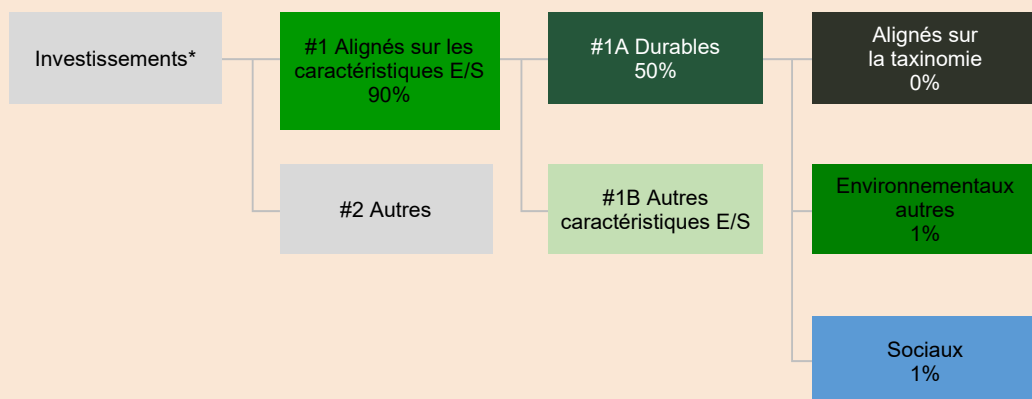 Investissements*
#1 Alignés sur les
caractéristiques E/S
90%
#1A Durables
50%
Alignés sur
la taxinomie
0%
#2 Autres
#1B Autres
caractéristiques E/S
Environnementaux
autres
1%
Sociaux
1%